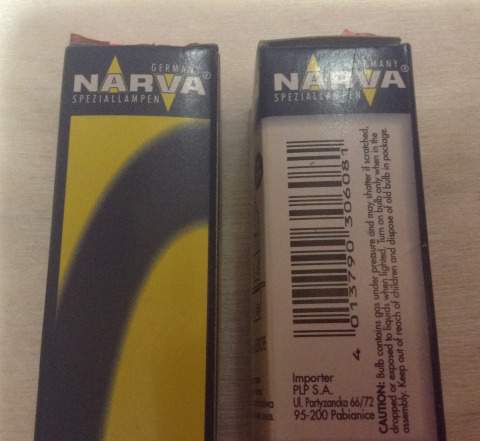 GERMANY
NARVA®
SPEZIALLAMPEN
GERMANY
NARVA®
SPEZIALLAMPEN
4 013790 306081
CAUTION: Bulb contains gas under pressure and may shatter if scratched,
dropped or exposed to liquids when lighted. Turn on bulb only when in the
assembly. Keep out of reach of children and dispose of old bulb in package.
Importer
PLP S.A.
Ul. Partyzancka 66/72
95-200 Pabianice